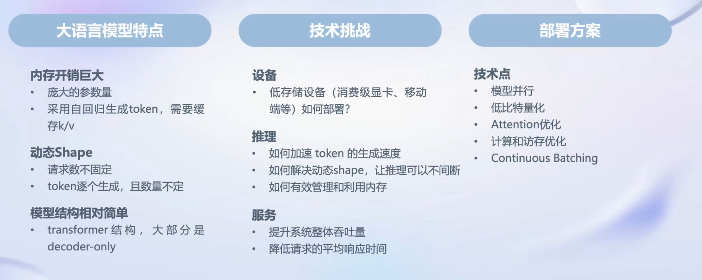 大语言模型特点
内存开销巨大
• 庞大的参数量
• 采用自回归生成token，需要缓
存k/v
动态Shape
• 请求数不固定
• token逐个生成，且数量不定
模型结构相对简单
• transformer 结构，大部分是
decoder-only
技术挑战
设备
• 低存储设备（消费级显卡、移动
端等）如何部署？
推理
• 如何加速 token 的生成速度
• 如何解决动态shape，让推理可以不间断
• 如何有效管理和利用内存
服务
• 提升系统整体吞吐量
• 降低请求的平均响应时间
部署方案
技术点
• 模型并行
• 低比特量化
• Attention优化
• 计算和访存优化
• Continuous Batching